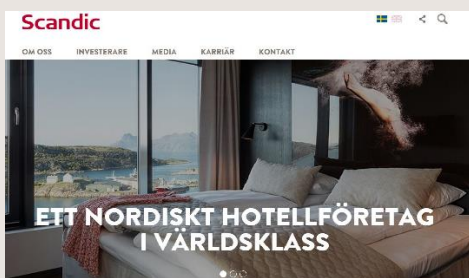 Scandic
OM OSS INVESTERARE MEDIA KARRIÄR KONTAKT
ETT NORDISKT HOTELLFÖRETAG
I VÄRLDSKLASS